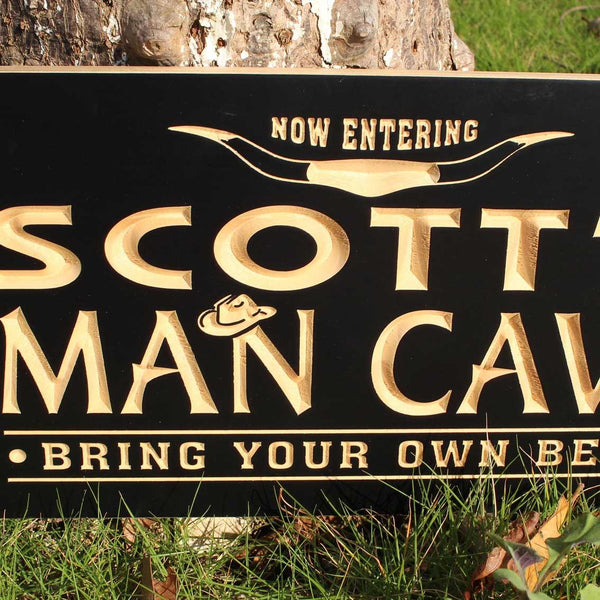 NOW ENTERING
SCOTT'
MAN CAV
• BRING YOUR OWN BE